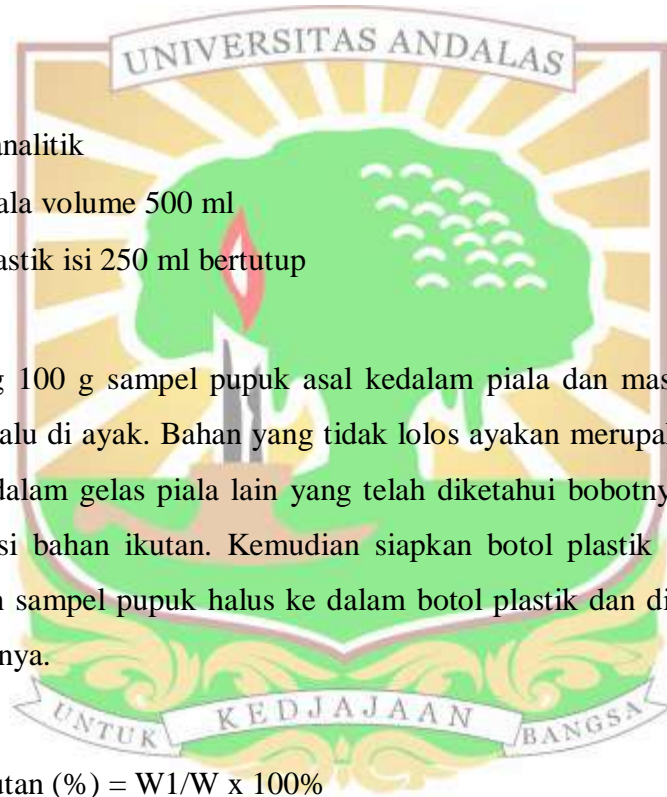 UNIVERSITAS ANDALAS
analitik
ala volume 500 ml
astik isi 250 ml bertutup
100 g sampel pupuk asal kedalam piala dan mas
alu di ayak. Bahan yang tidak lolos ayakan merupal
dalam gelas piala lain yang telah diketahui bobotny
si bahan ikutan. Kemudian siapkan botol plastik
sampel pupuk halus ke dalam botol plastik dan di
nya.
UNTUK KEDJAJAAN BANGSA
utan (%) = W1/W x 100%